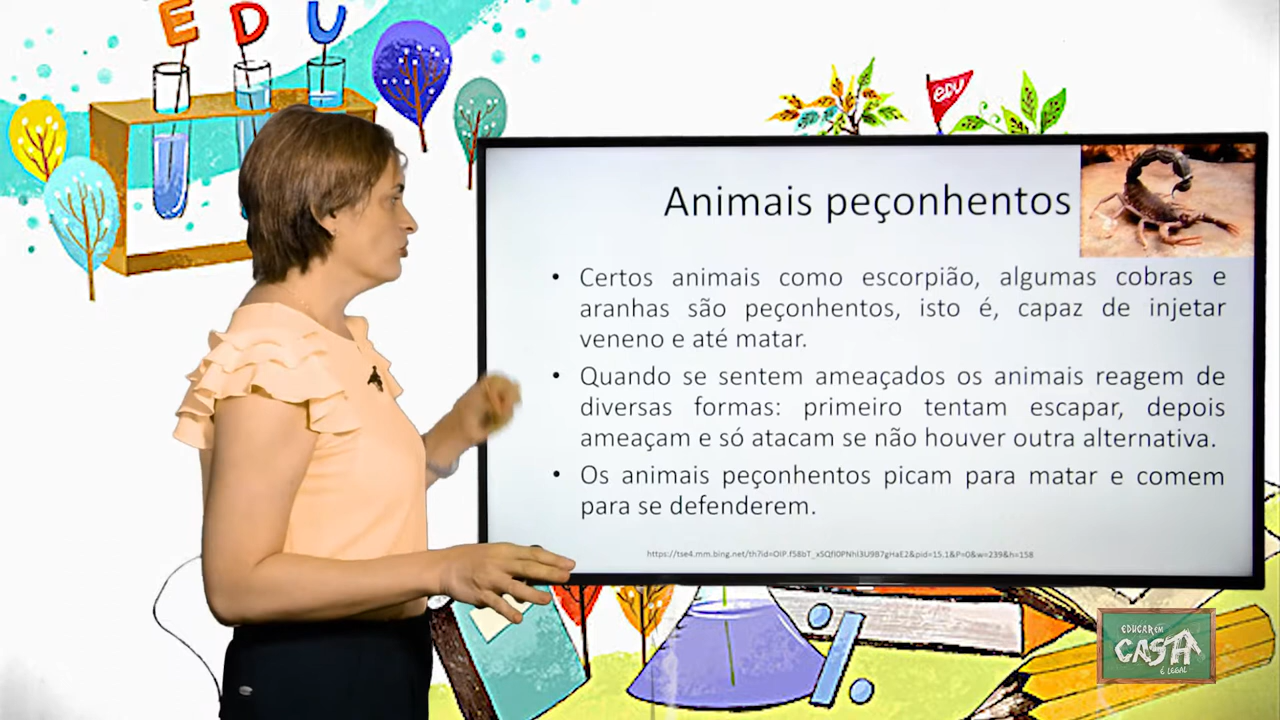 EDU
EDU
Animais peçonhentos
• Certos animais como escorpião, algumas cobras e
aranhas são peçonhentos, isto é, capaz de injetar
veneno e até matar.
• Quando se sentem ameaçados os animais reagem de
diversas formas: primeiro tentam escapar, depois
ameaçam e só atacam se não houver outra alternativa.
• Os animais peçonhentos picam para matar e comem
para se defenderem.
EDUCAR EM
CASA
É LEGAL